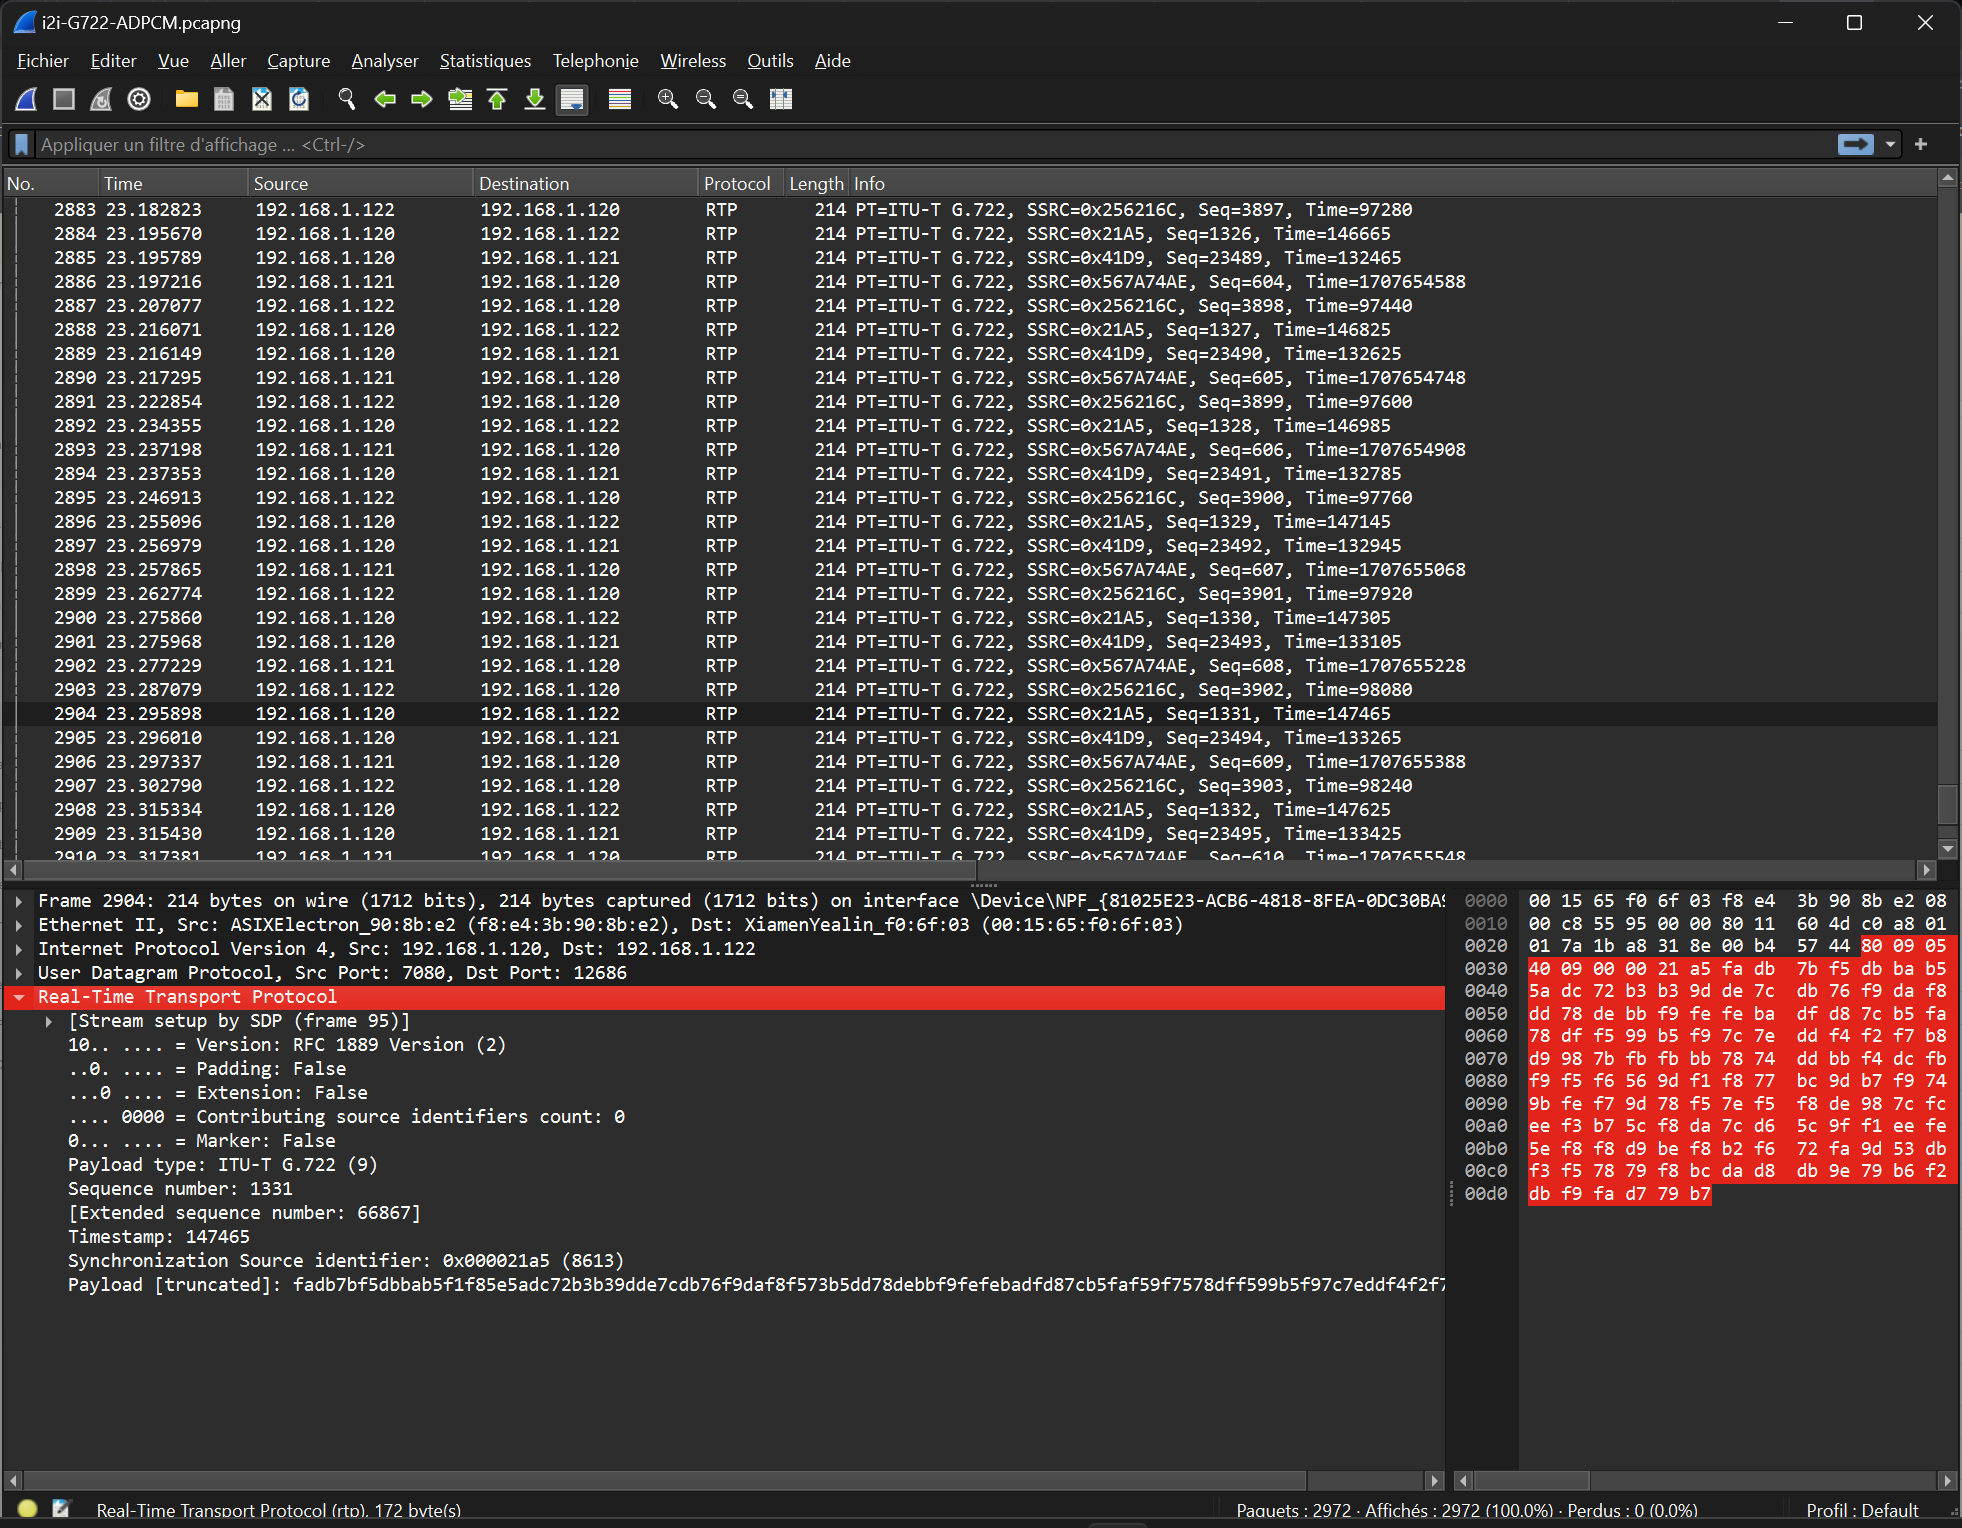 i2i-G722-ADPCM.pcapng
Fichier Editer Vue Aller Capture Analyser Statistiques Telephonie Wireless Outils Aide
Appliquer un filtre d'affichage ... <Ctrl-/>
No. Time Source Destination Protocol Length Info
2883 23.182823 192.168.1.122 192.168.1.120 RTP 214 PT=ITU-T G.722, SSRC=0x256216C, Seq=3897, Time=97280
2884 23.195670 192.168.1.120 192.168.1.122 RTP 214 PT=ITU-T G.722, SSRC=0x21A5, Seq=1326, Time=146665
2885 23.195789 192.168.1.120 192.168.1.121 RTP 214 PT=ITU-T G.722, SSRC=0x41D9, Seq=23489, Time=132465
2886 23.197216 192.168.1.121 192.168.1.120 RTP 214 PT=ITU-T G.722, SSRC=0x567A74AE, Seq=604, Time=1707654588
2887 23.207077 192.168.1.122 192.168.1.120 RTP 214 PT=ITU-T G.722, SSRC=0x256216C, Seq=3898, Time=97440
2888 23.216071 192.168.1.120 192.168.1.122 RTP 214 PT=ITU-T G.722, SSRC=0x21A5, Seq=1327, Time=146825
2889 23.216149 192.168.1.120 192.168.1.121 RTP 214 PT=ITU-T G.722, SSRC=0x41D9, Seq=23490, Time=132625
2890 23.217295 192.168.1.121 192.168.1.120 RTP 214 PT=ITU-T G.722, SSRC=0x567A74AE, Seq=605, Time=1707654748
2891 23.222854 192.168.1.122 192.168.1.120 RTP 214 PT=ITU-T G.722, SSRC=0x256216C, Seq=3899, Time=97600
2892 23.234355 192.168.1.120 192.168.1.122 RTP 214 PT=ITU-T G.722, SSRC=0x21A5, Seq=1328, Time=146985
2893 23.237198 192.168.1.121 192.168.1.120 RTP 214 PT=ITU-T G.722, SSRC=0x567A74AE, Seq=606, Time=1707654908
2894 23.237353 192.168.1.120 192.168.1.121 RTP 214 PT=ITU-T G.722, SSRC=0x41D9, Seq=23491, Time=132785
2895 23.246913 192.168.1.122 192.168.1.120 RTP 214 PT=ITU-T G.722, SSRC=0x256216C, Seq=3900, Time=97760
2896 23.255096 192.168.1.120 192.168.1.122 RTP 214 PT=ITU-T G.722, SSRC=0x21A5, Seq=1329, Time=147145
2897 23.256979 192.168.1.120 192.168.1.121 RTP 214 PT=ITU-T G.722, SSRC=0x41D9, Seq=23492, Time=132945
2898 23.257865 192.168.1.121 192.168.1.120 RTP 214 PT=ITU-T G.722, SSRC=0x567A74AE, Seq=607, Time=1707655068
2899 23.262774 192.168.1.122 192.168.1.120 RTP 214 PT=ITU-T G.722, SSRC=0x256216C, Seq=3901, Time=97920
2900 23.275860 192.168.1.120 192.168.1.122 RTP 214 PT=ITU-T G.722, SSRC=0x21A5, Seq=1330, Time=147305
2901 23.275968 192.168.1.120 192.168.1.121 RTP 214 PT=ITU-T G.722, SSRC=0x41D9, Seq=23493, Time=133105
2902 23.277229 192.168.1.121 192.168.1.120 RTP 214 PT=ITU-T G.722, SSRC=0x567A74AE, Seq=608, Time=1707655228
2903 23.287079 192.168.1.122 192.168.1.120 RTP 214 PT=ITU-T G.722, SSRC=0x256216C, Seq=3902, Time=98080
2904 23.295898 192.168.1.120 192.168.1.122 RTP 214 PT=ITU-T G.722, SSRC=0x21A5, Seq=1331, Time=147465
2905 23.296010 192.168.1.120 192.168.1.121 RTP 214 PT=ITU-T G.722, SSRC=0x41D9, Seq=23494, Time=133265
2906 23.297337 192.168.1.121 192.168.1.120 RTP 214 PT=ITU-T G.722, SSRC=0x567A74AE, Seq=609, Time=1707655388
2907 23.302790 192.168.1.122 192.168.1.120 RTP 214 PT=ITU-T G.722, SSRC=0x256216C, Seq=3903, Time=98240
2908 23.315334 192.168.1.120 192.168.1.122 RTP 214 PT=ITU-T G.722, SSRC=0x21A5, Seq=1332, Time=147625
2909 23.315430 192.168.1.120 192.168.1.121 RTP 214 PT=ITU-T G.722, SSRC=0x41D9, Seq=23495, Time=133425
2910 23.317381 192.168.1.121 192.168.1.120 214 PT=ITU-T G.722, SSRC=0x567A74AE, Seq=610, Time=1707655548
Frame 2904: 214 bytes on wire (1712 bits), 214 bytes captured (1712 bits) on interface \Device\NPF_{81025E23-ACB6-4818-8FEA-0DC30BA9
Ethernet II, Src: ASIXElectron_90:8b:e2 (f8:e4:3b:90:8b:e2), Dst: XiamenYealin_f0:6f:03 (00:15:65:f0:6f:03)
Internet Protocol Version 4, Src: 192.168.1.120, Dst: 192.168.1.122
User Datagram Protocol, Src Port: 7080, Dst Port: 12686
Real-Time Transport Protocol
[Stream setup by SDP (frame 95)]
10.. .... = Version: RFC 1889 Version (2)
..0. .... = Padding: False
...0 .... = Extension: False
.... 0000 = Contributing source identifiers count: 0
0... .... = Marker: False
Payload type: ITU-T G.722 (9)
Sequence number: 1331
[Extended sequence number: 66867]
Timestamp: 147465
Synchronization Source identifier: 0x000021a5 (8613)
Payload [truncated]: fadb7bf5dbbab5f1f85e5adc72b3b39dde7cdb76f9daf8f573b5dd78debbf9fefebadfd87cb5faf59f7578dff599b5f97c7eddf4f2f7
0000 00 15 65 f0 6f 03 f8 e4 3b 90 8b e2 08
0010 00 c8 55 95 00 00 80 11 60 4d c0 a8 01
0020 01 7a 1b a8 31 8e 00 b4 57 44 80 09 05
0030 40 09 00 00 21 a5 fa db 7b f5 db ba b5
0040 5a dc 72 b3 b3 9d de 7c db 76 f9 da f8
0050 dd 78 de bb f9 fe fe ba df d8 7c b5 fa
0060 78 df f5 99 b5 f9 7c 7e dd f4 f2 f7 b8
0070 d9 98 7b fb fb bb 78 74 dd bb f4 dc fb
0080 f9 f5 f6 56 9d f1 f8 77 bc 9d b7 f9 74
0090 9b fe f7 9d 78 f5 7e f5 f8 de 98 7c fc
00a0 ee f3 b7 5c f8 da 7c d6 5c 9f f1 ee fe
00b0 5e f8 f8 d9 be f8 b2 f6 72 fa 9d 53 db
00c0 f3 f5 78 79 f8 bc da d8 db 9e 79 b6 f2
00d0 db f9 fa d7 79 b7
Real-Time Transport Protocol (rtp), 172 byte(s)
Paquets : 2972 · Affichés : 2972 (100.0%) · Perdus : 0 (0.0%)
Profil : Default